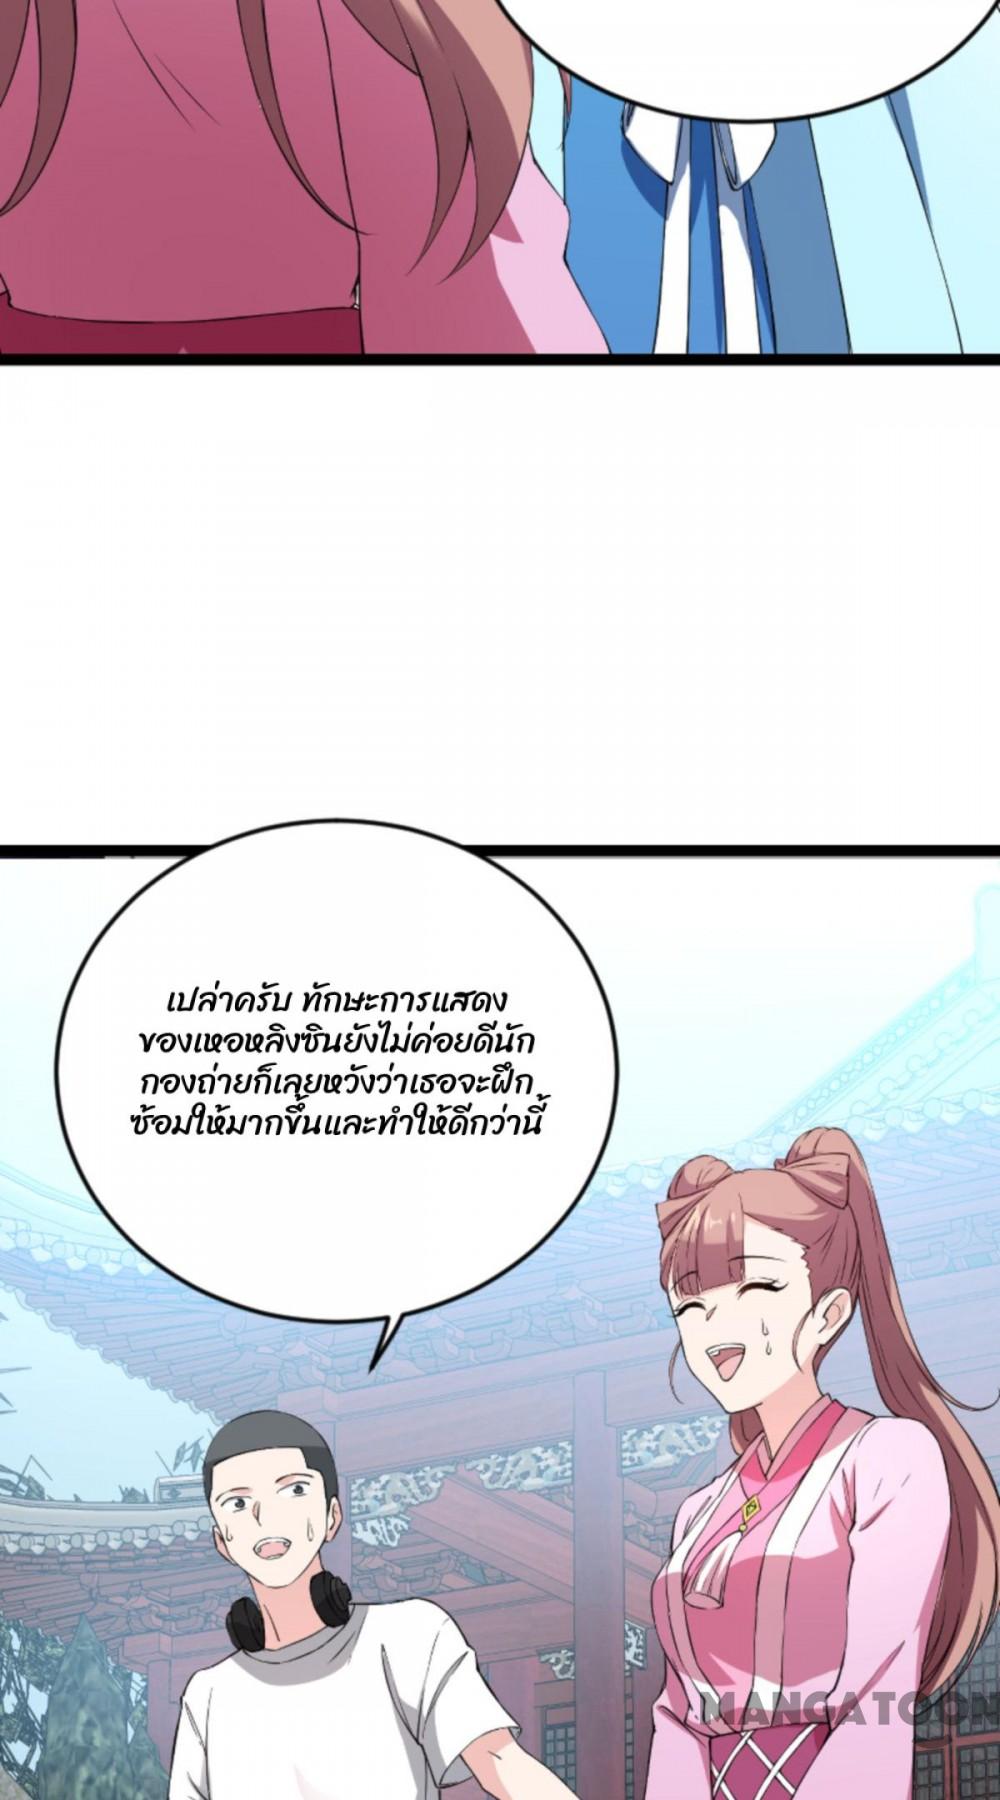 เปล่าครับ ทักษะการแสดง
ของเหอหลิงซินยังไม่ค่อยดีนัก
กองถ่ายก็เลยหวังว่าเธอจะฝึก
ซ้อมให้มากขึ้นและทำให้ดีกว่านี้
MANGATOON